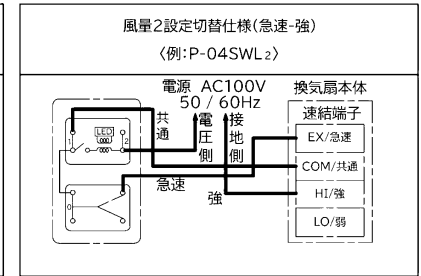 風量2設定切替仕様(急速-強)
〈例:P-04SWL₂〉
電源 AC100V
50 / 60Hz
換気扇本体
速結端子
共通
電圧側
接地側
LED
1
2
EX/急速
COM/共通
急速
強
HI/強
0
LO/弱